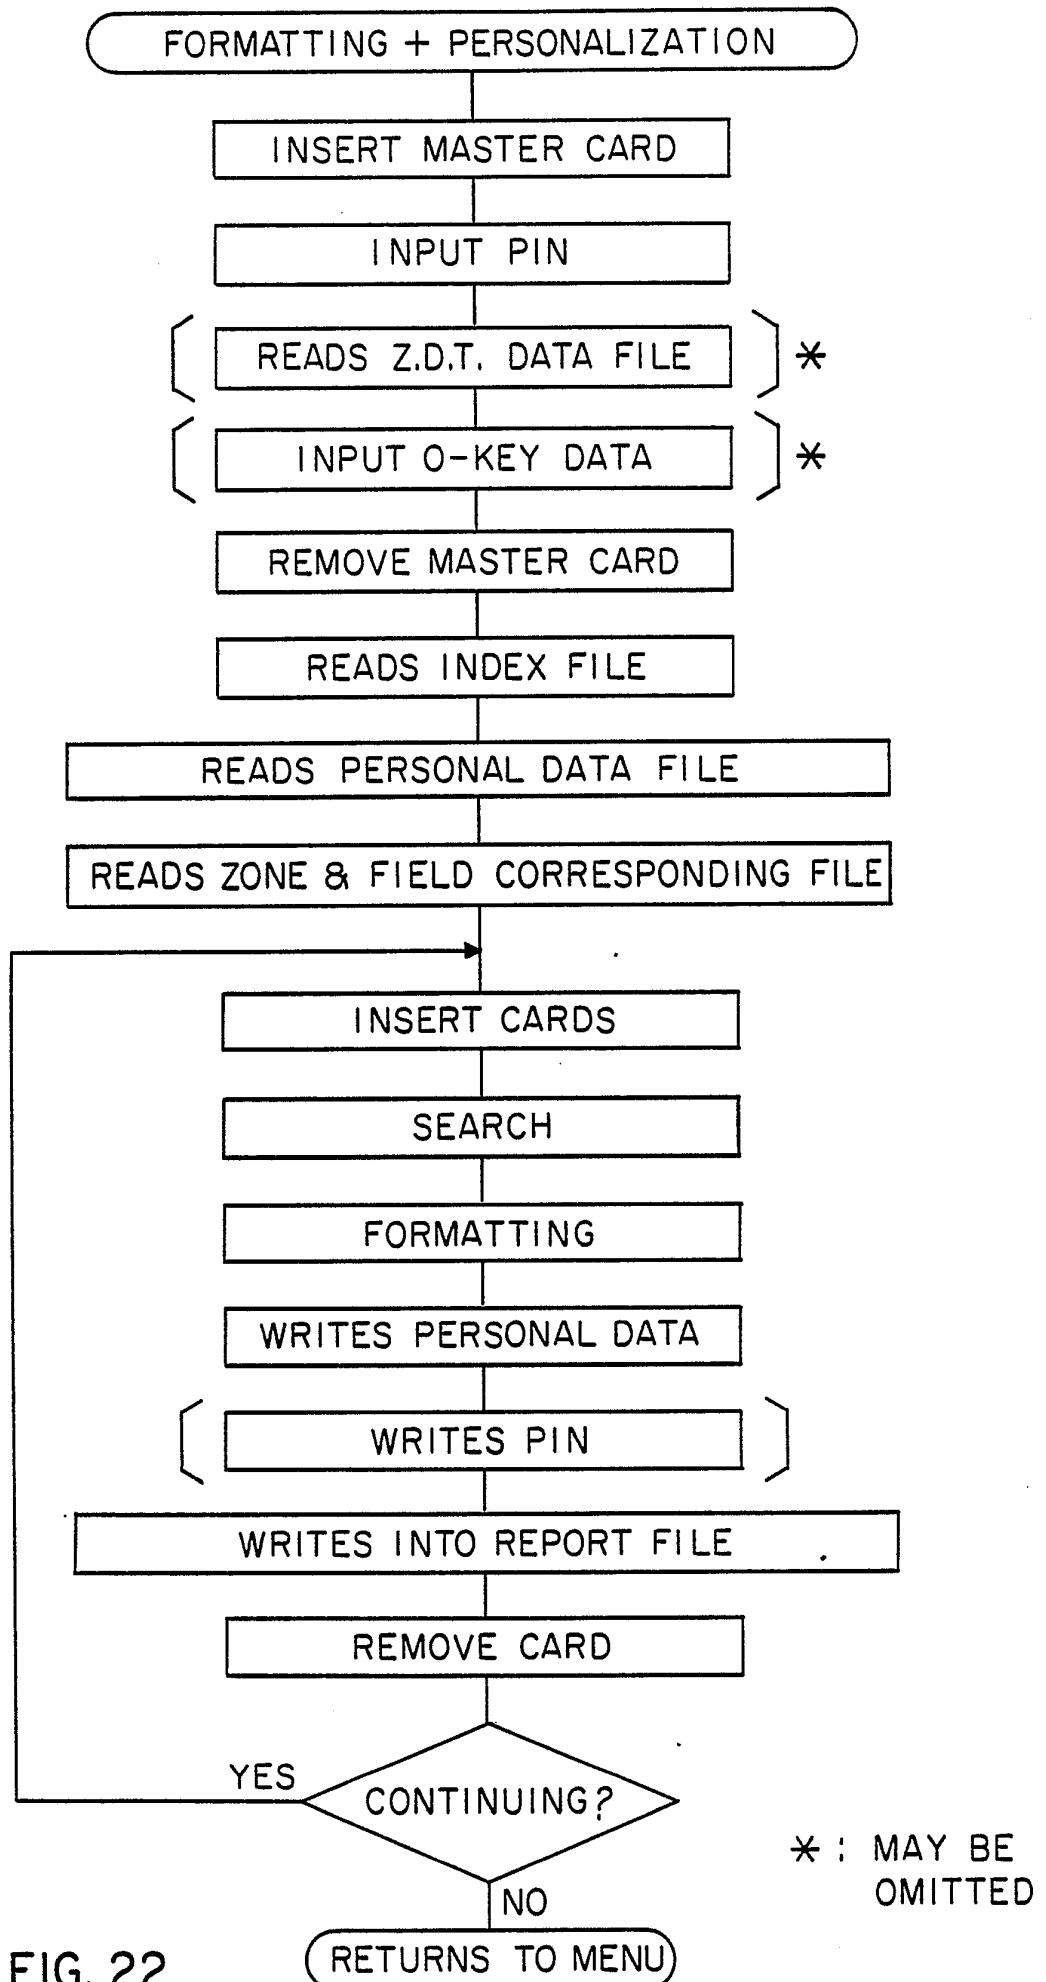 FORMATTING + PERSONALIZATION
INSERT MASTER CARD
INPUT PIN
READS Z.D.T. DATA FILE *
INPUT O-KEY DATA *
REMOVE MASTER CARD
READS INDEX FILE
READS PERSONAL DATA FILE
READS ZONE & FIELD CORRESPONDING FILE
INSERT CARDS
SEARCH
FORMATTING
WRITES PERSONAL DATA
WRITES PIN
WRITES INTO REPORT FILE
REMOVE CARD
YES
CONTINUING?
* : MAY BE
OMITTED
NO
RETURNS TO MENU
FIG. 22